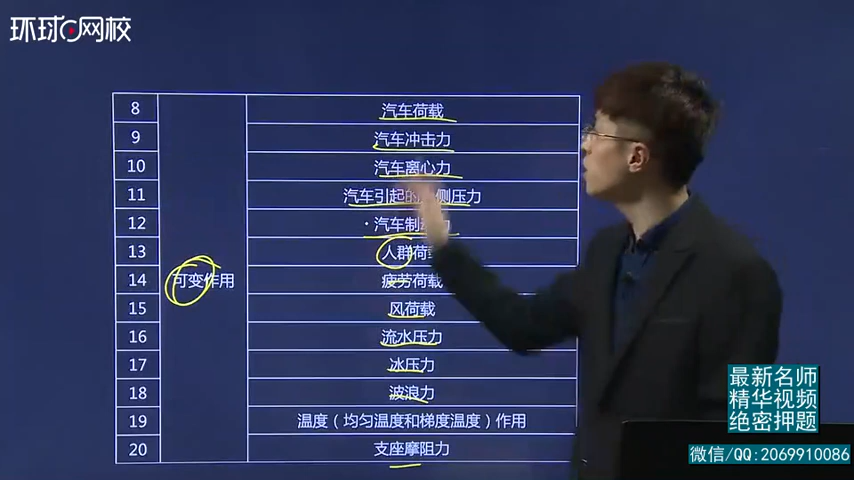 环球网校
8
汽车荷载
9
汽车冲击力
10
汽车离心力
11
汽车引起的 侧压力
12
·汽车制 力
13
人群荷载
14
可变作用
疲劳荷载
15
风荷载
16
流水压力
17
冰压力
18
波浪力
19
温度（均匀温度和梯度温度）作用
20
支座摩阻力
最新名师
精华视频
绝密押题
微信/QQ:2069910086